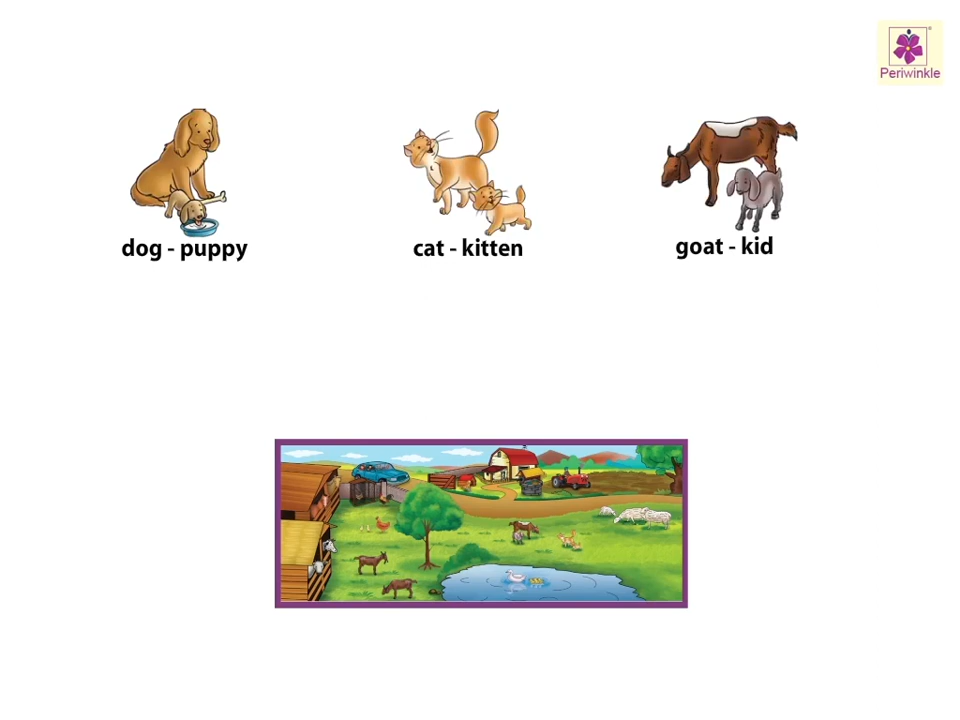 Periwinkle
dog - puppy
cat - kitten
goat - kid